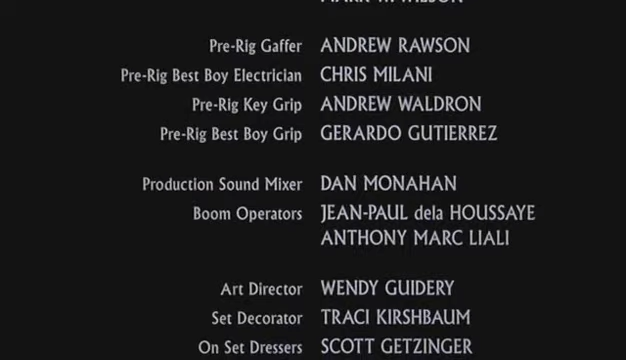 Pre-Rig Gaffer ANDREW RAWSON
Pre-Rig Best Boy Electrician CHRIS MILANI
Pre-Rig Key Grip ANDREW WALDRON
Pre-Rig Best Boy Grip GERARDO GUTIERREZ
Production Sound Mixer DAN MONAHAN
Boom Operators JEAN-PAUL dela HOUSSAYE
ANTHONY MARC LIALI
Art Director WENDY GUIDERY
Set Decorator TRACI KIRSHBAUM
On Set Dressers SCOTT GETZINGER